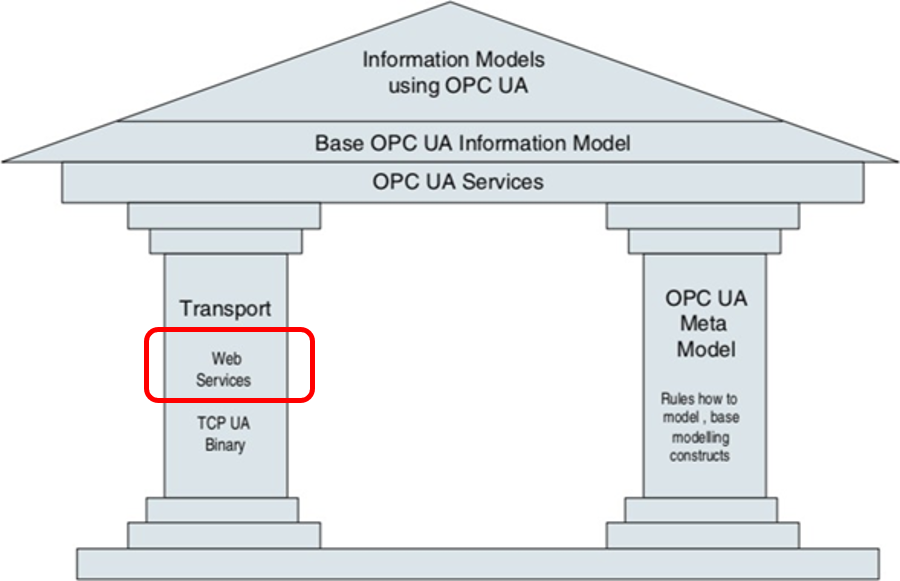 Information Models
using OPC UA
Base OPC UA Information Model
OPC UA Services
Transport
Web
Services
TCP UA
Binary
OPC UA
Meta
Model
Rules how to
model , base
modelling
constructs